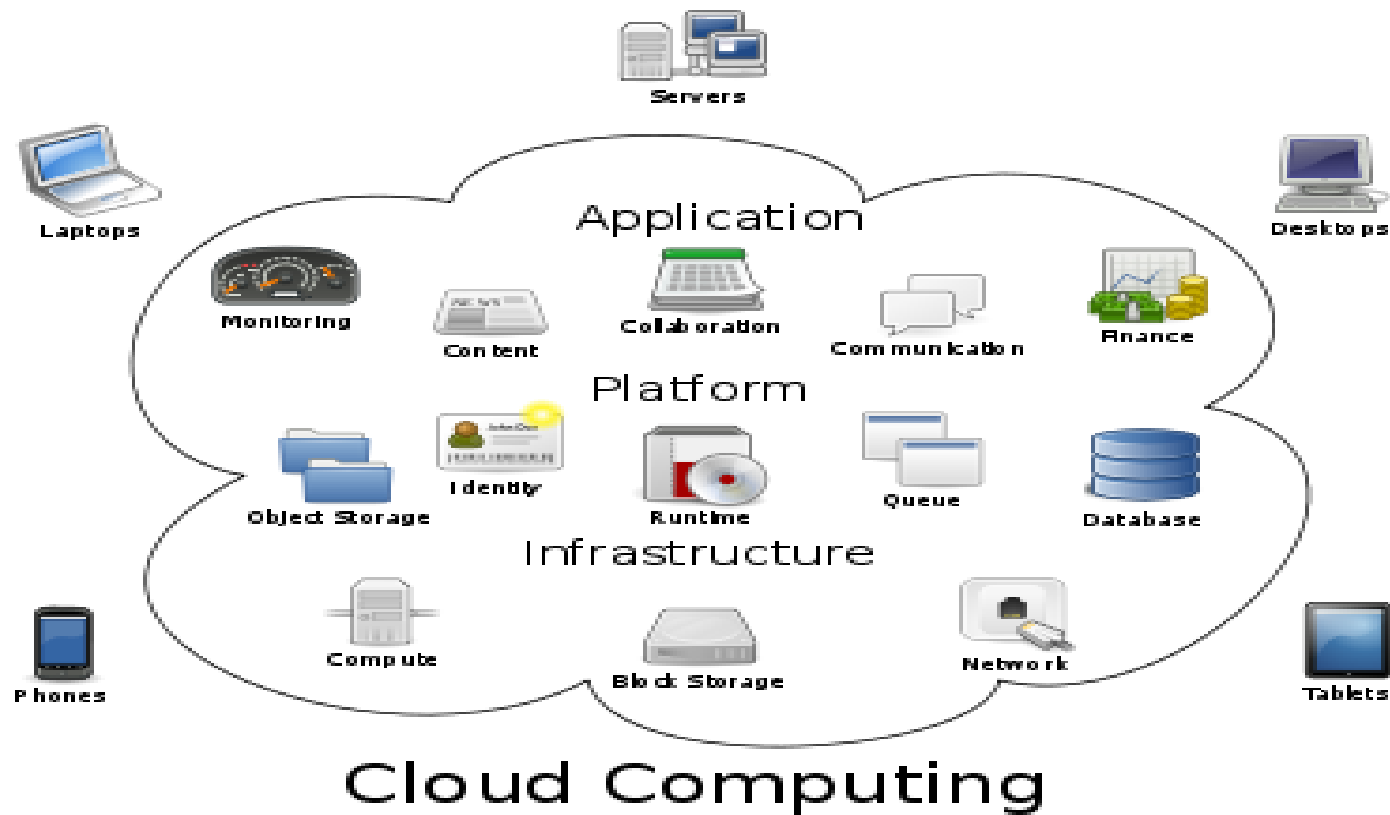 Servers
Laptops
Desktops
Application
Monitoring
Content
Collaboration
Communication
Finance
NEWS
Platform
Object Storage
Identity
Runtime
Queue
Database
Infrastructure
Compute
Block Storage
Network
Phones
Tablets
Cloud Computing